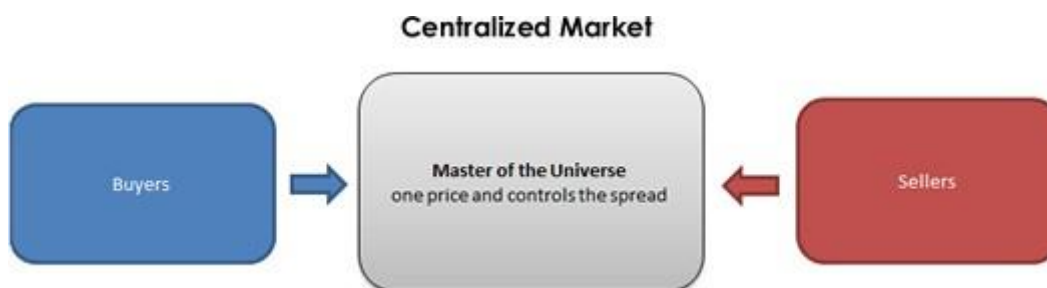 Centralized Market
Buyers
Master of the Universe
one price and controls the spread
Sellers